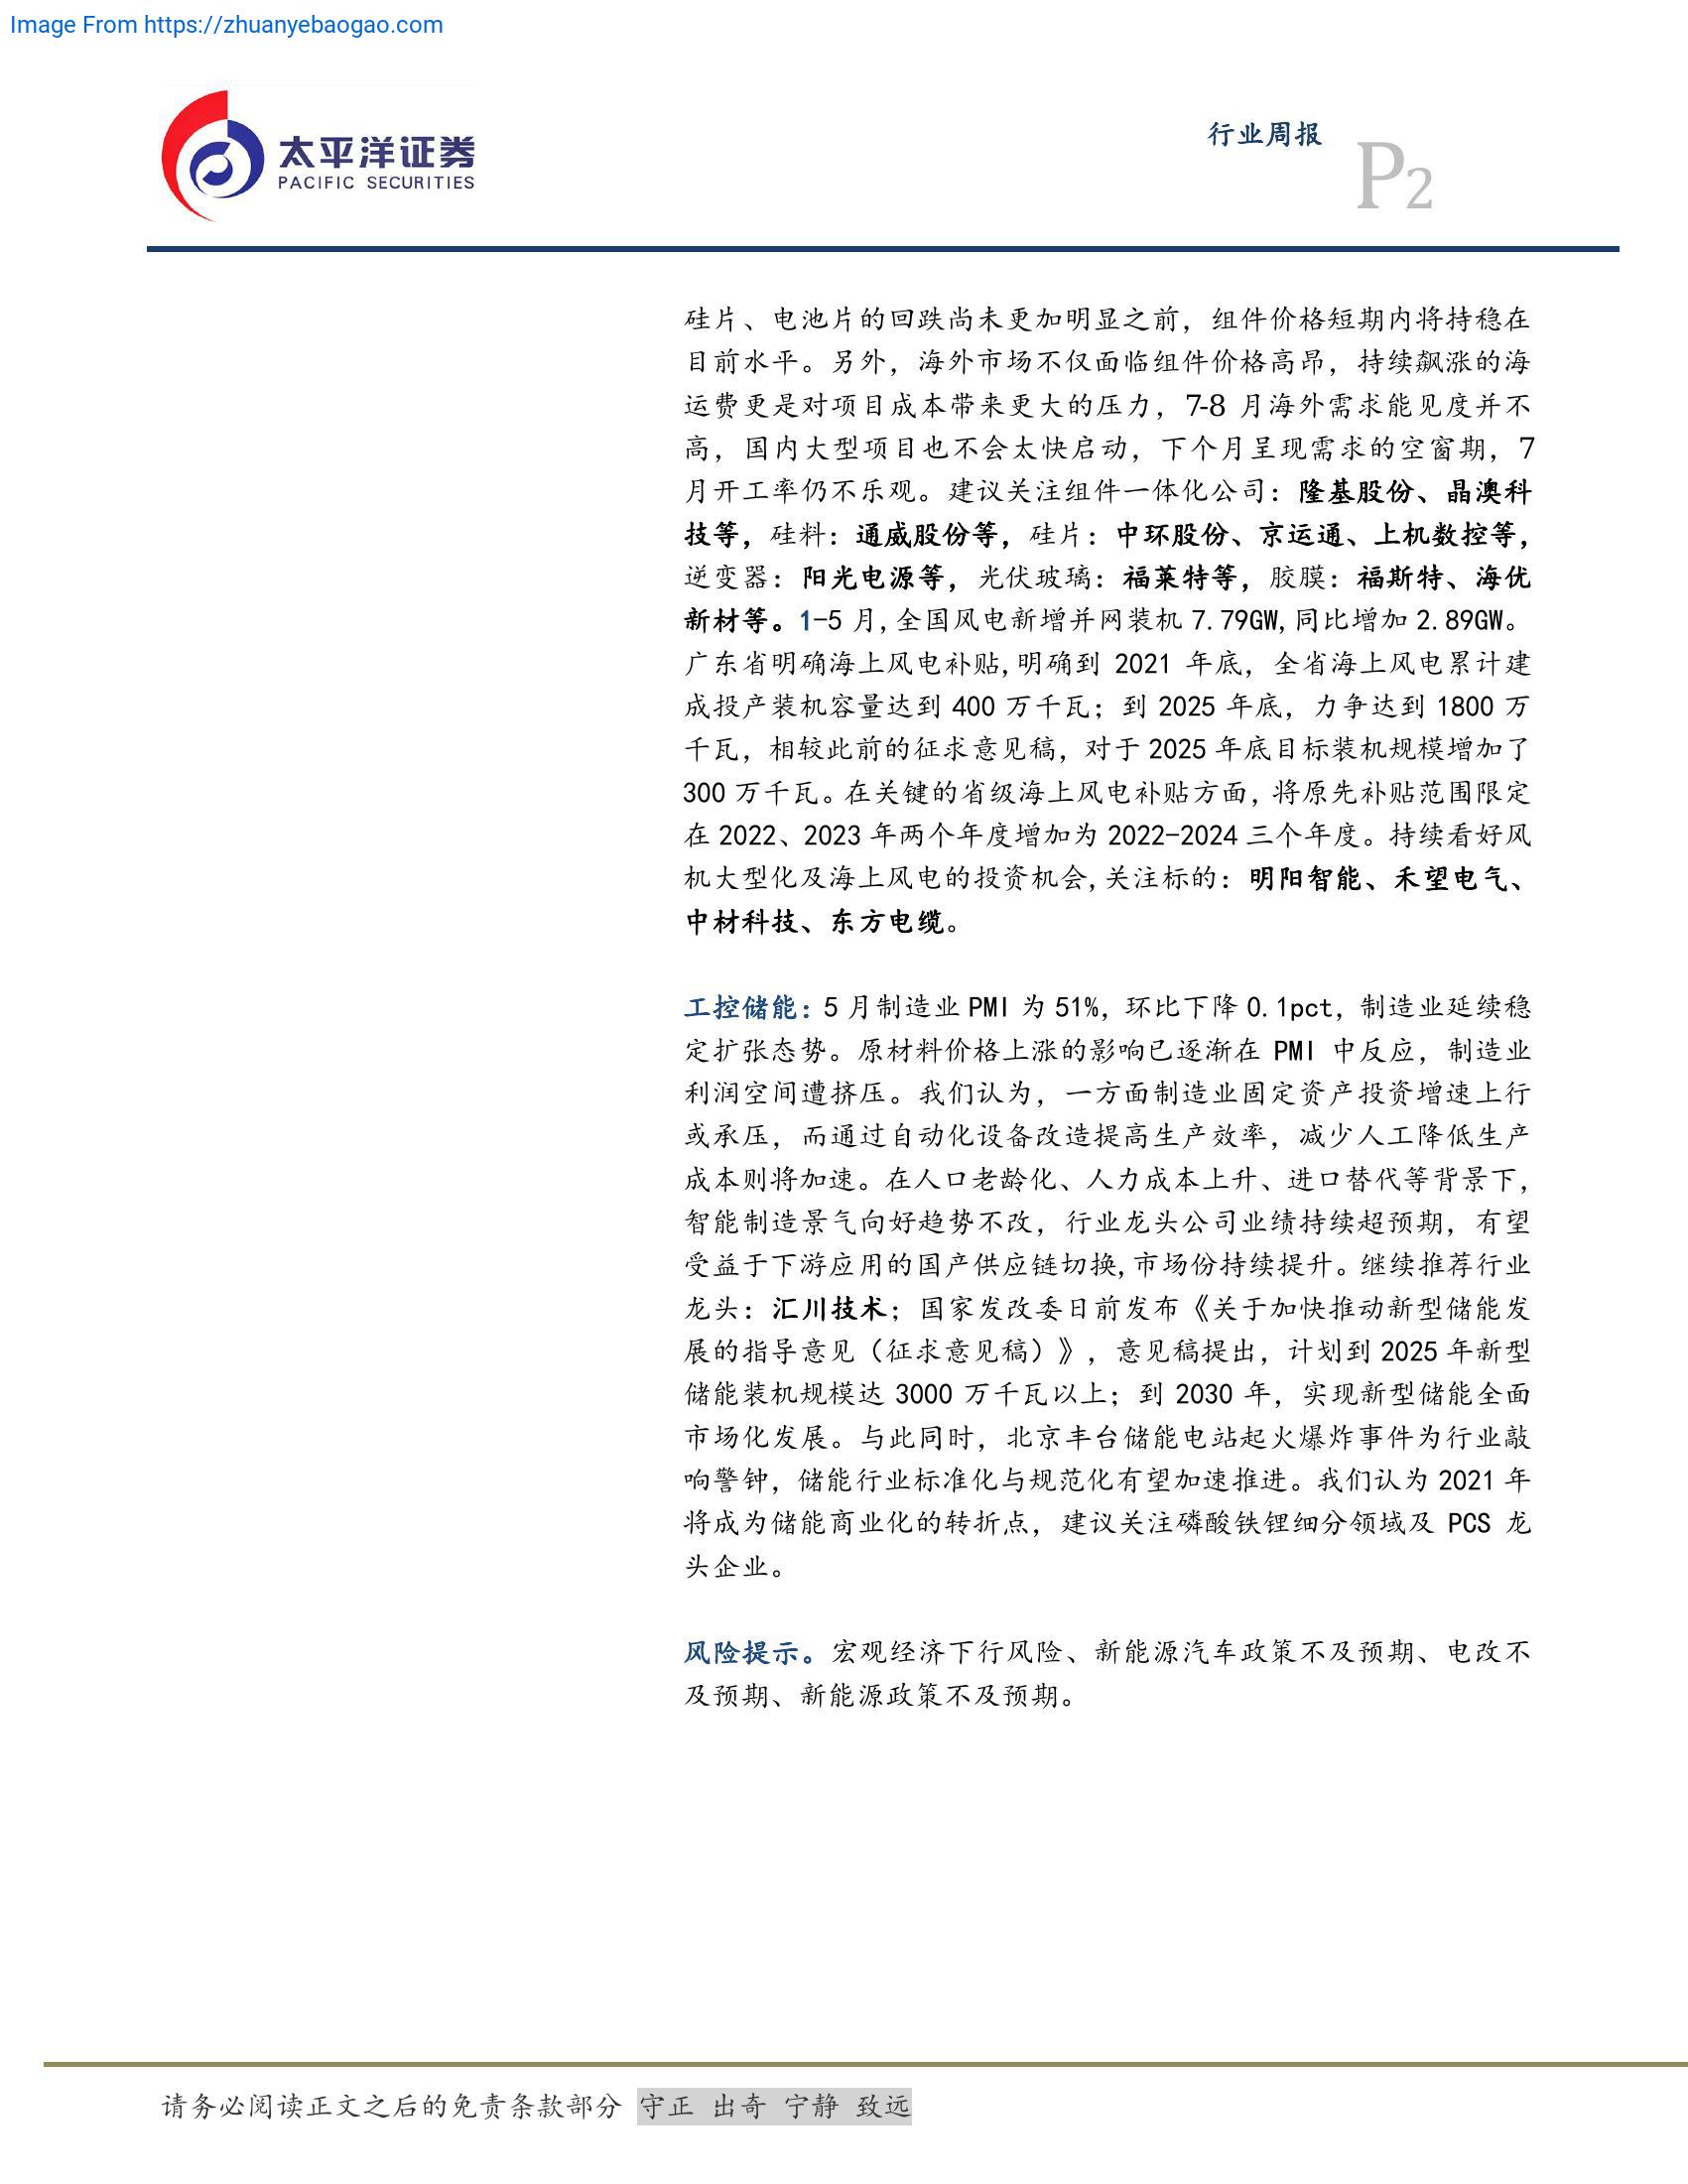 Image From https://zhuanyebaogao.com
太平洋证券
PACIFIC SECURITIES
行业周报
P2
硅片、电池片的回跌尚未更加明显之前，组件价格短期内将持稳在
目前水平。另外，海外市场不仅面临组件价格高昂，持续飙涨的海
运费更是对项目成本带来更大的压力，7-8 月海外需求能见度并不
高，国内大型项目也不会太快启动，下个月呈现需求的空窗期，7
月开工率仍不乐观。建议关注组件一体化公司：隆基股份、晶澳科
技等，硅料：通威股份等，硅片：中环股份、京运通、上机数控等，
逆变器：阳光电源等，光伏玻璃：福莱特等，胶膜：福斯特、海优
新材等。1-5 月,全国风电新增并网装机 7.79GW,同比增加 2.89GW。
广东省明确海上风电补贴,明确到 2021 年底，全省海上风电累计建
成投产装机容量达到 400 万千瓦；到 2025 年底，力争达到 1800 万
千瓦，相较此前的征求意见稿，对于 2025 年底目标装机规模增加了
300 万千瓦。在关键的省级海上风电补贴方面,将原先补贴范围限定
在 2022、2023 年两个年度增加为 2022-2024 三个年度。持续看好风
机大型化及海上风电的投资机会,关注标的：明阳智能、禾望电气、
中材科技、东方电缆。
工控储能：5 月制造业 PMI 为 51%，环比下降 0.1pct，制造业延续稳
定扩张态势。原材料价格上涨的影响已逐渐在 PMI 中反应，制造业
利润空间遭挤压。我们认为，一方面制造业固定资产投资增速上行
或承压，而通过自动化设备改造提高生产效率，减少人工降低生产
成本则将加速。在人口老龄化、人力成本上升、进口替代等背景下，
智能制造景气向好趋势不改，行业龙头公司业绩持续超预期，有望
受益于下游应用的国产供应链切换,市场份持续提升。继续推荐行业
龙头：汇川技术；国家发改委日前发布《关于加快推动新型储能发
展的指导意见（征求意见稿）》，意见稿提出，计划到 2025 年新型
储能装机规模达 3000 万千瓦以上；到 2030 年，实现新型储能全面
市场化发展。与此同时，北京丰台储能电站起火爆炸事件为行业敲
响警钟，储能行业标准化与规范化有望加速推进。我们认为 2021 年
将成为储能商业化的转折点，建议关注磷酸铁锂细分领域及 PCS 龙
头企业。
风险提示。宏观经济下行风险、新能源汽车政策不及预期、电改不
及预期、新能源政策不及预期。
请务必阅读正文之后的免责条款部分 守正 出奇 宁静 致远